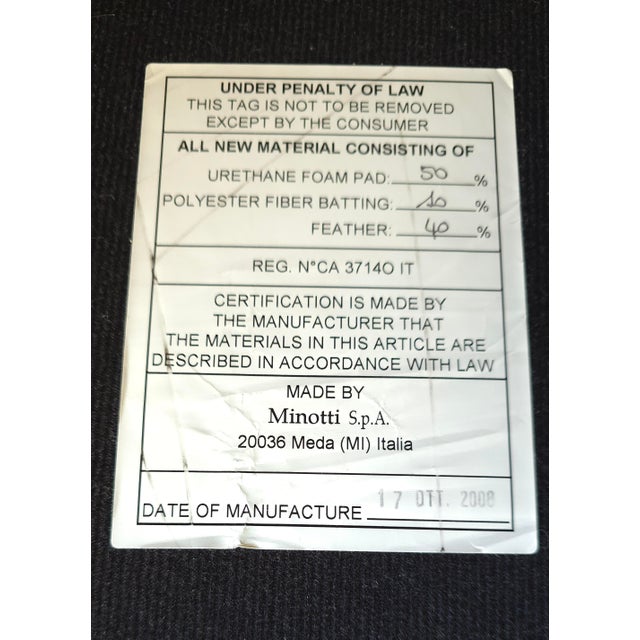 UNDER PENALTY OF LAW
THIS TAG IS NOT TO BE REMOVED
EXCEPT BY THE CONSUMER
ALL NEW MATERIAL CONSISTING OF
URETHANE FOAM PAD: 50 %
POLYESTER FIBER BATTING: 10 %
FEATHER: 40 %
REG. N°CA 3714O IT
CERTIFICATION IS MADE BY
THE MANUFACTURER THAT
THE MATERIALS IN THIS ARTICLE ARE
DESCRIBED IN ACCORDANCE WITH LAW
MADE BY
Minotti S.p.A.
20036 Meda (MI) Italia
DATE OF MANUFACTURE 17 OTT. 2008